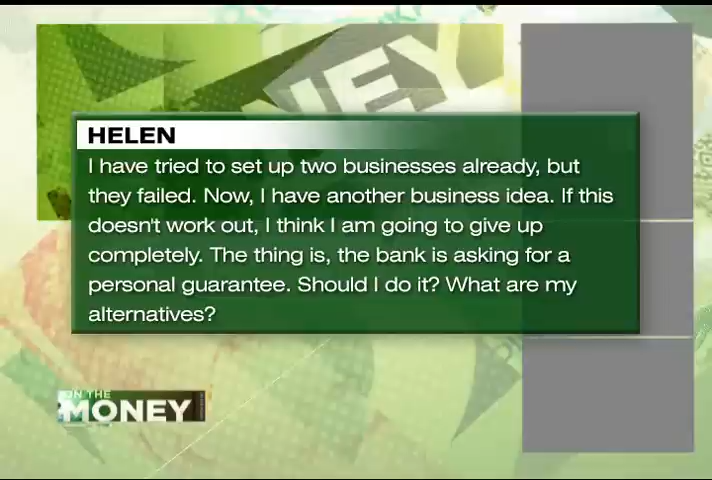 NEY
HELEN
I have tried to set up two businesses already, but
they failed. Now, I have another business idea. If this
doesn't work out, I think I am going to give up
completely. The thing is, the bank is asking for a
personal guarantee. Should I do it? What are my
alternatives?
ON THE
MONEY